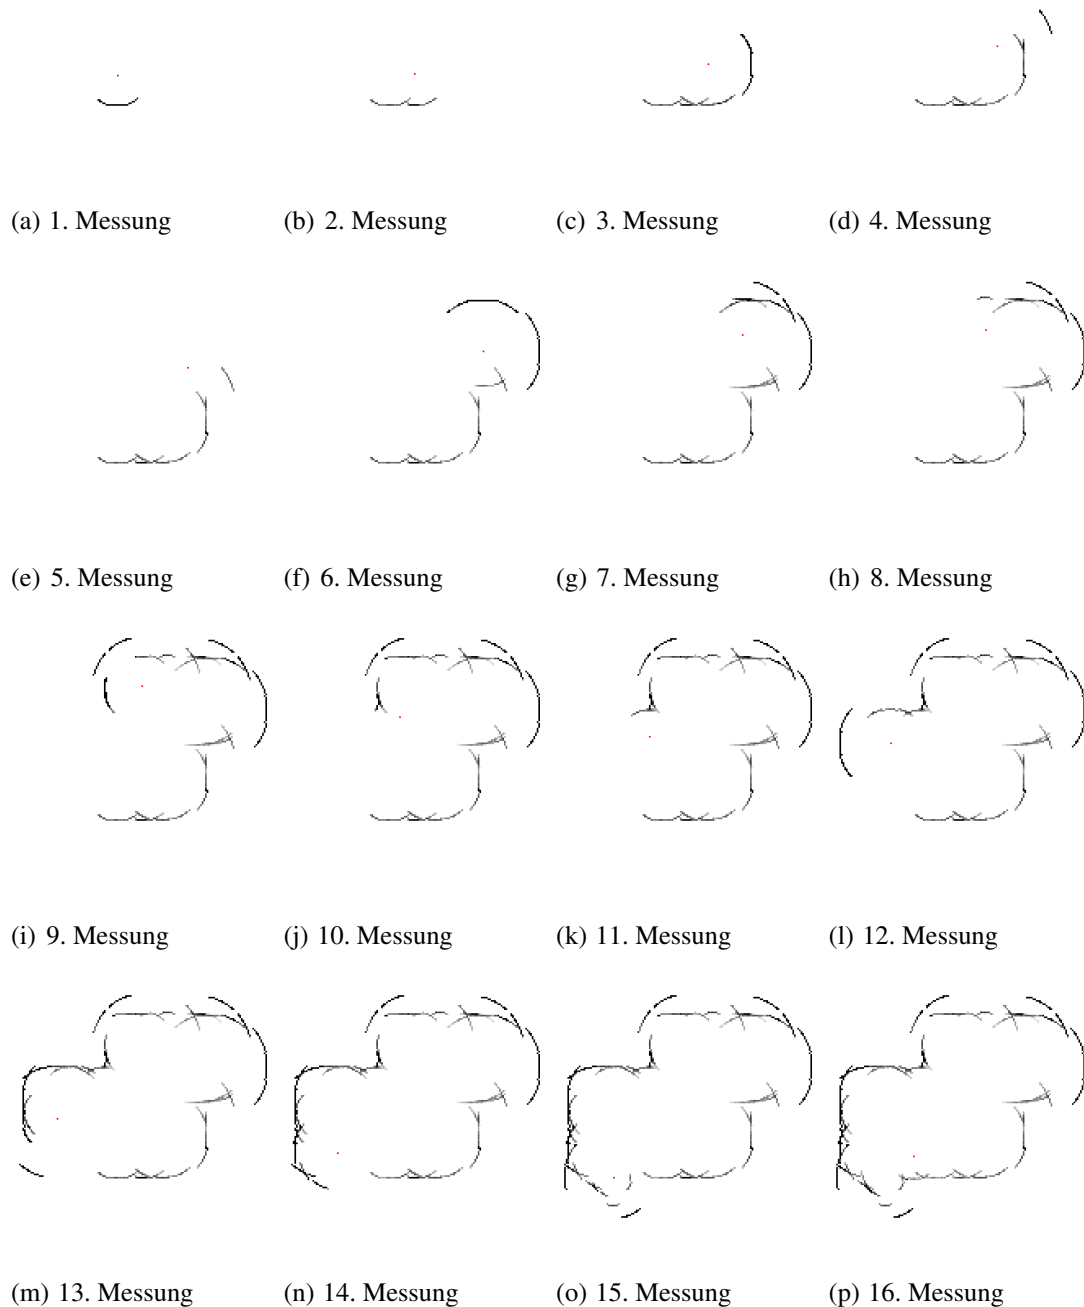 (a) 1. Messung (b) 2. Messung (c) 3. Messung (d) 4. Messung
(e) 5. Messung (f) 6. Messung (g) 7. Messung (h) 8. Messung
(i) 9. Messung (j) 10. Messung (k) 11. Messung (l) 12. Messung
(m) 13. Messung (n) 14. Messung (o) 15. Messung (p) 16. Messung